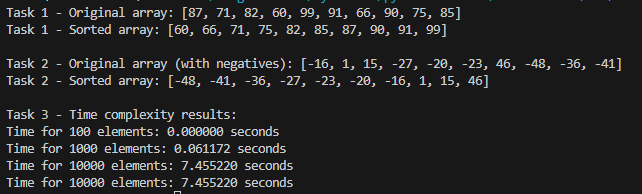 Task 1 - Original array: [87, 71, 82, 60, 99, 91, 66, 90, 75, 85]
Task 1 - Sorted array: [60, 66, 71, 75, 82, 85, 87, 90, 91, 99]
Task 2 - Original array (with negatives): [-16, 1, 15, -27, -20, -23, 46, -48, -36, -41]
Task 2 - Sorted array: [-48, -41, -36, -27, -23, -20, -16, 1, 15, 46]
Task 3 - Time complexity results:
Time for 100 elements: 0.000000 seconds
Time for 1000 elements: 0.061172 seconds
Time for 10000 elements: 7.455220 seconds
Time for 10000 elements: 7.455220 seconds